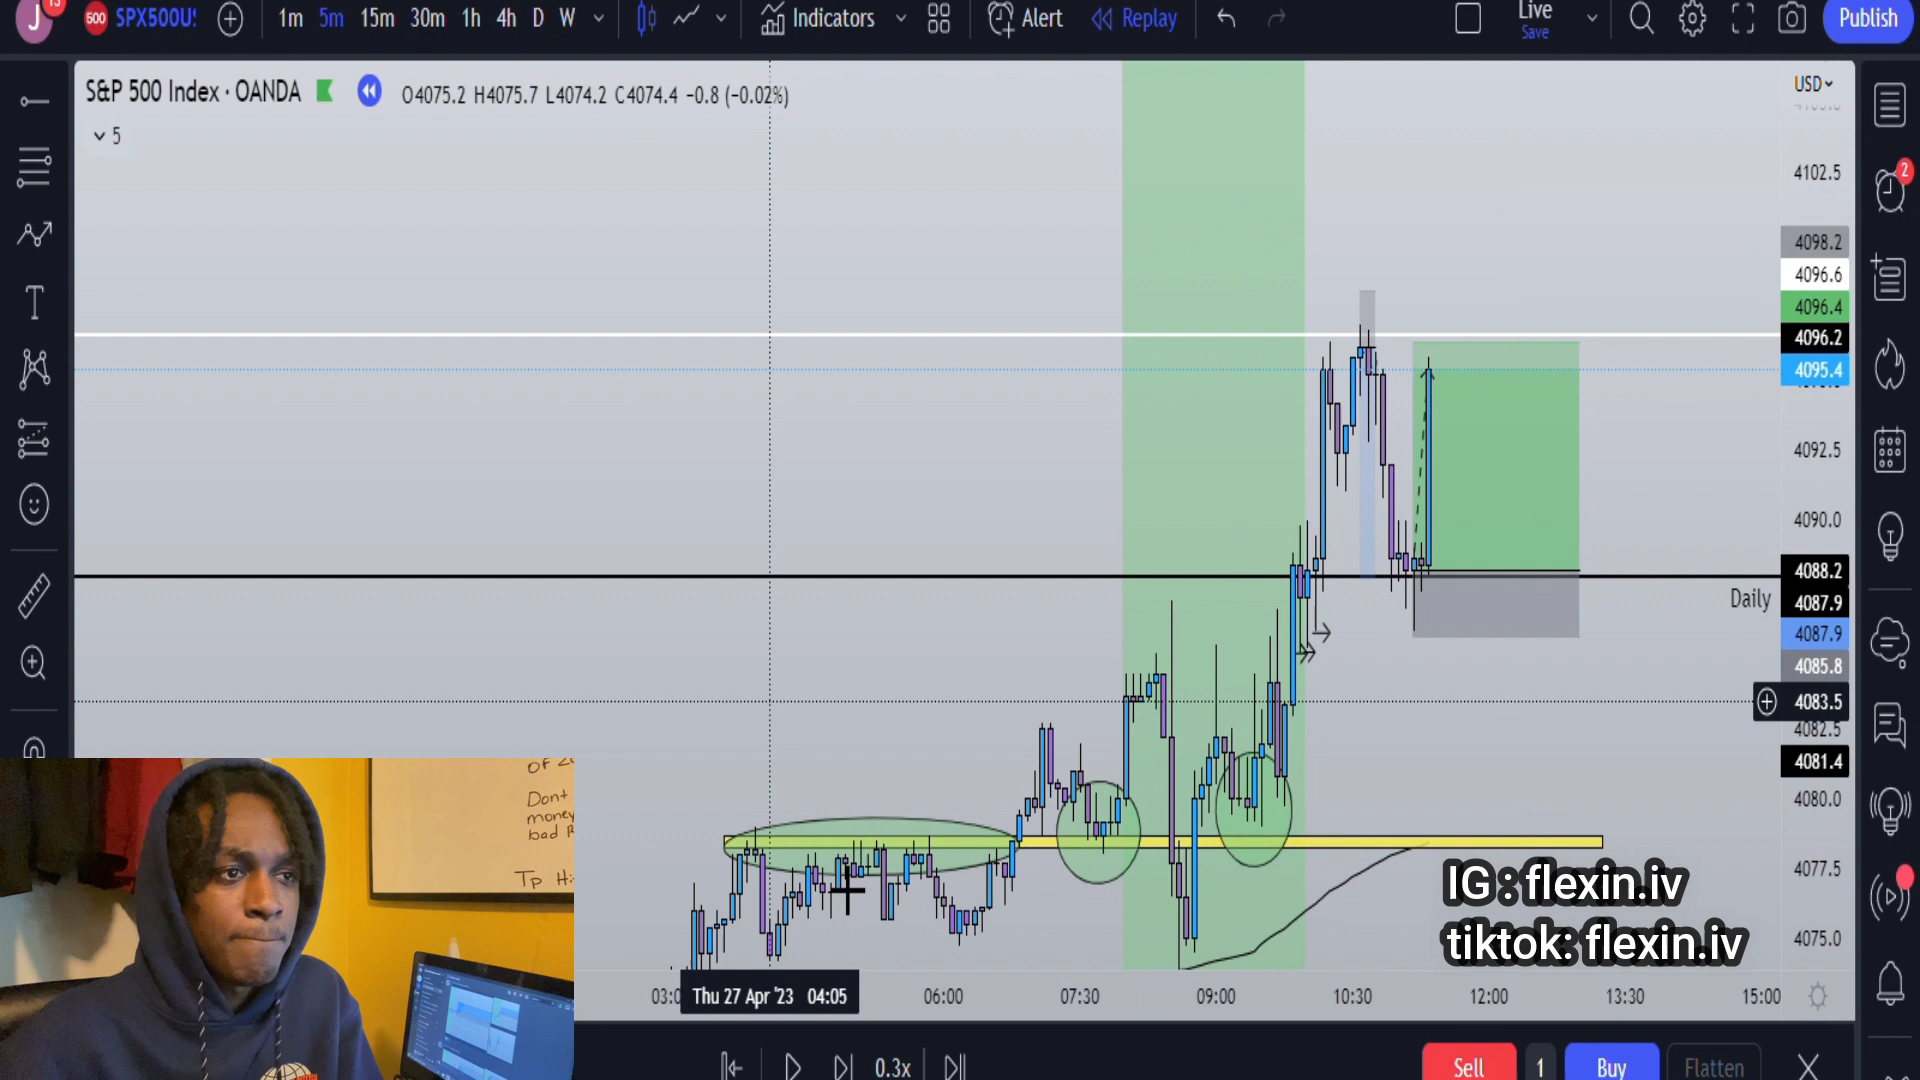 J
500 SPX500U! 1m 5m 15m 30m 1h 4h D W Indicators Alert Replay Live Publish
Save
S&P 500 Index · OANDA O4075.2 H4075.7 L4074.2 C4074.4 −0.8 (−0.02%)
5
USD
4102.5
4098.2
4096.6
4096.4
4096.2
4095.4
4092.5
4090.0
4088.2
Daily 4087.9
4087.9
4085.8
4083.5
4082.5
4081.4
4080.0
4077.5
4075.0
2
Dont
money
bad
Tp
IG: flexin.iv
tiktok: flexin.iv
Thu 27 Apr '23 04:05 06:00 07:30 09:00 10:30 12:00 13:30 15:00
0.3x Sell 1 Buy Flatten